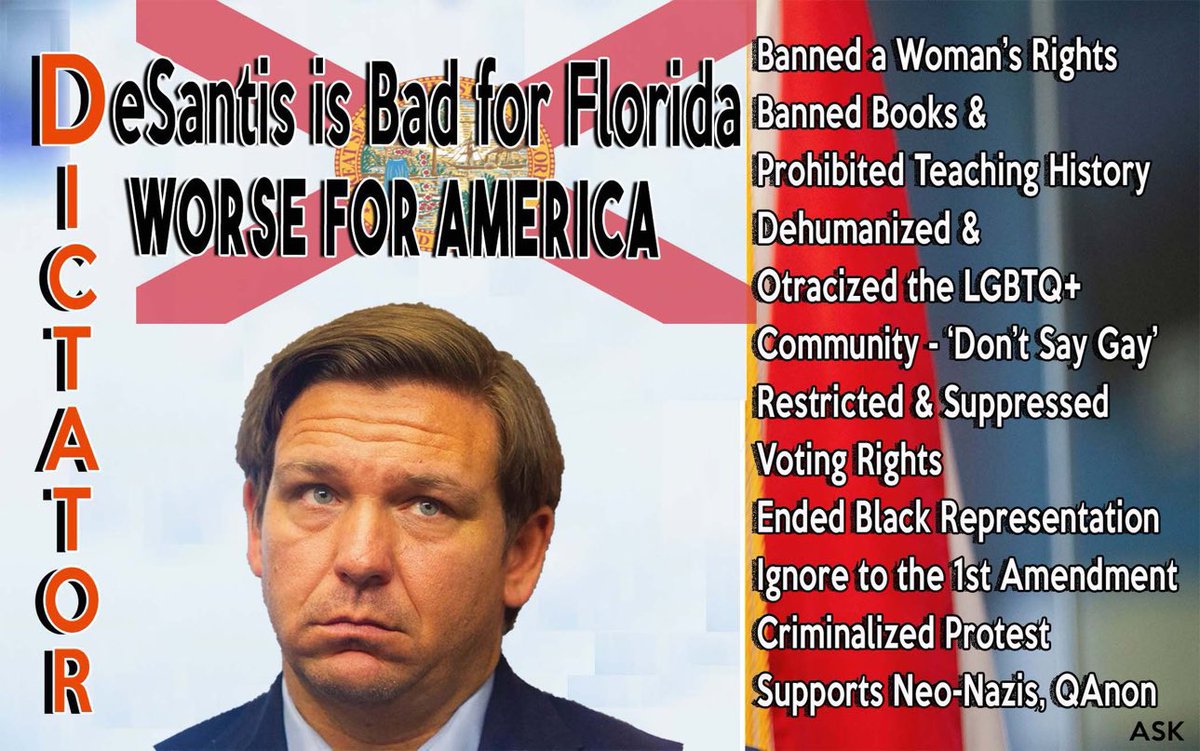 DeSantis is Bad for Florida
WORSE FOR AMERICA
DICTATOR
Banned a Woman's Rights
Banned Books &
Prohibited Teaching History
Dehumanized &
Otracized the LGBTQ+
Community - 'Don't Say Gay'
Restricted & Suppressed
Voting Rights
Ended Black Representation
Ignore to the 1st Amendment
Criminalized Protest
Supports Neo-Nazis, QAnon
ASK